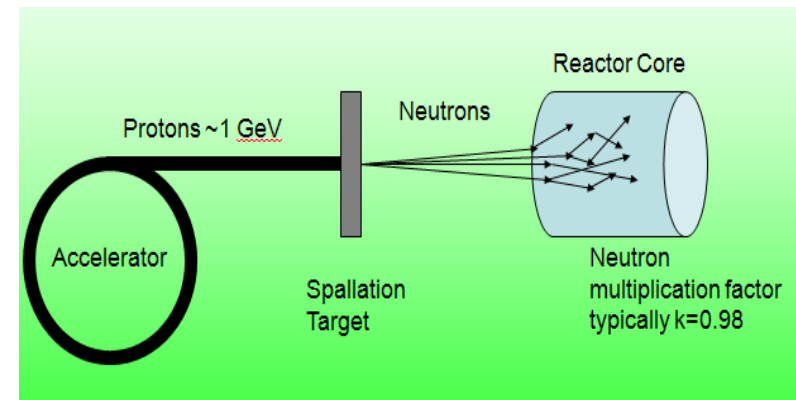 Reactor Core
Protons ~1 GeV
Neutrons
Accelerator
Spallation
Target
Neutron
multiplication factor
typically k=0.98